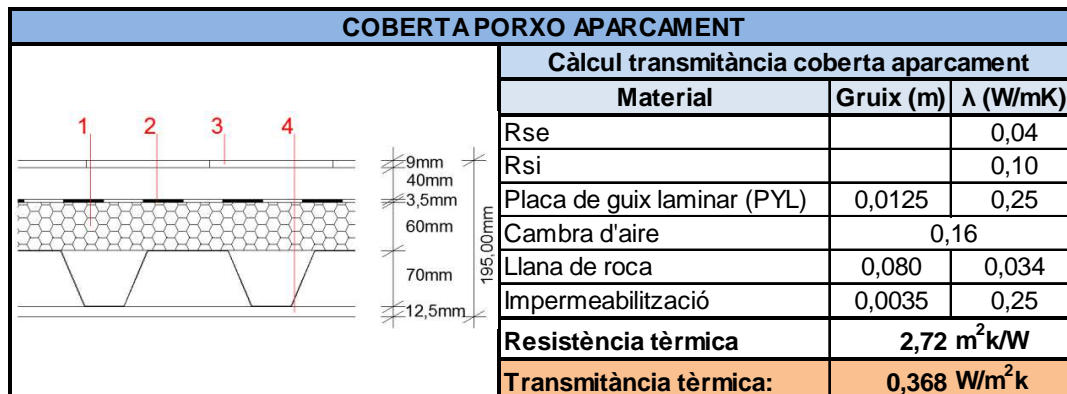 COBERTA PORXO APARCAMENT
Càlcul transmitància coberta aparcament
Material Gruix (m) λ (W/mK)
Rse 0,04
Rsi 0,10
Placa de guix laminar (PYL) 0,0125 0,25
Cambra d'aire 0,16
Llana de roca 0,080 0,034
Impermeabilització 0,0035 0,25
Resistència tèrmica 2,72 m²k/W
Transmitància tèrmica: 0,368 W/m²k
1 2 3 4
9mm
40mm
3,5mm
60mm
70mm
12,5mm
195,00mm